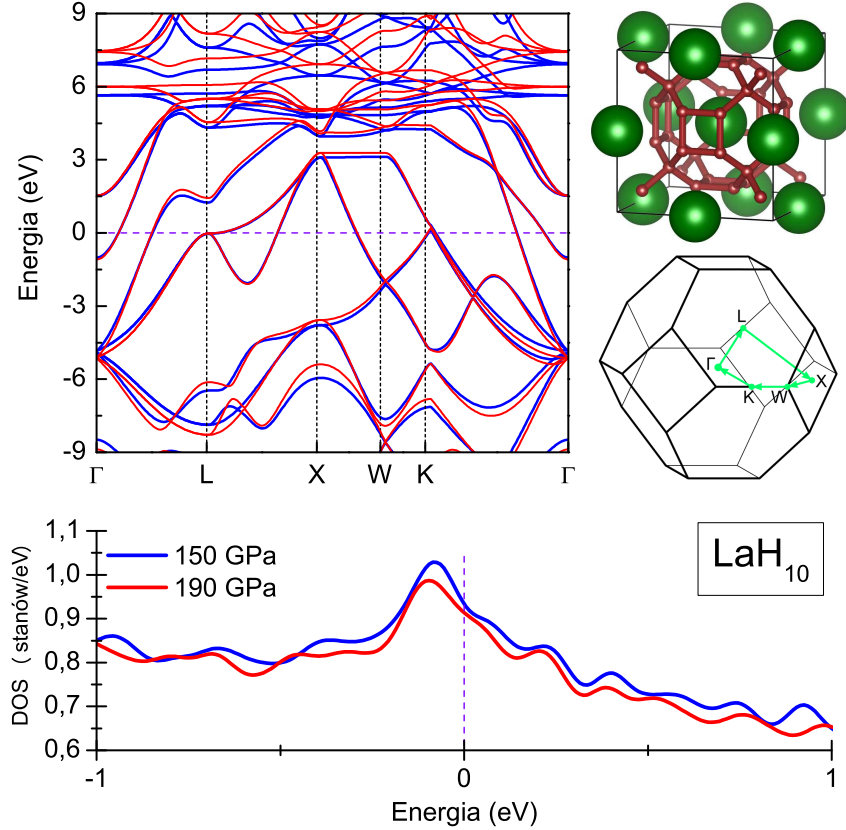 9
6
3
0
-3
-6
-9
Energia (eV)
Γ L X W K Γ
L
Γ
X
K W
1,1
1,0
0,9
0,8
0,7
0,6
DOS ( stanów/eV)
150 GPa
190 GPa
LaH10
-1 0 1
Energia (eV)